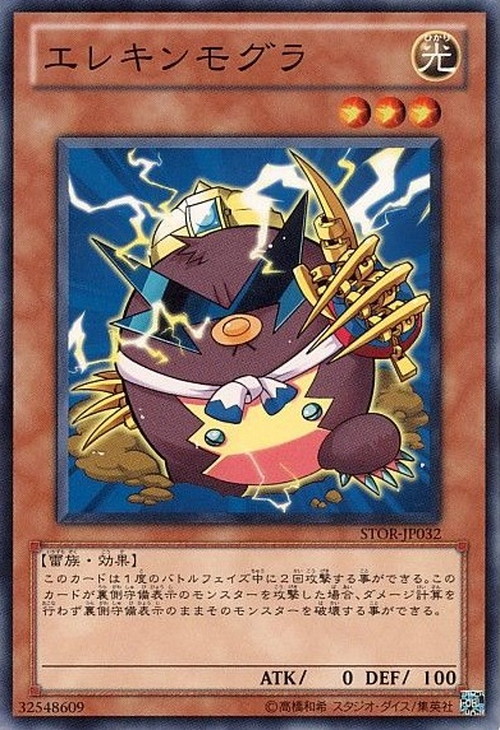 エレキンモグラ
光
STOR-JP032
【雷族・効果】
このカードは1度のバトルフェイズ中に2回攻撃する事ができる。この
カードが裏側守備表示のモンスターを攻撃した場合、ダメージ計算を
行わず裏側守備表示のままそのモンスターを破壊する事ができる。
ATK/ 0 DEF/ 100
32548609 ©高橋和希 スタジオ・ダイス/集英社